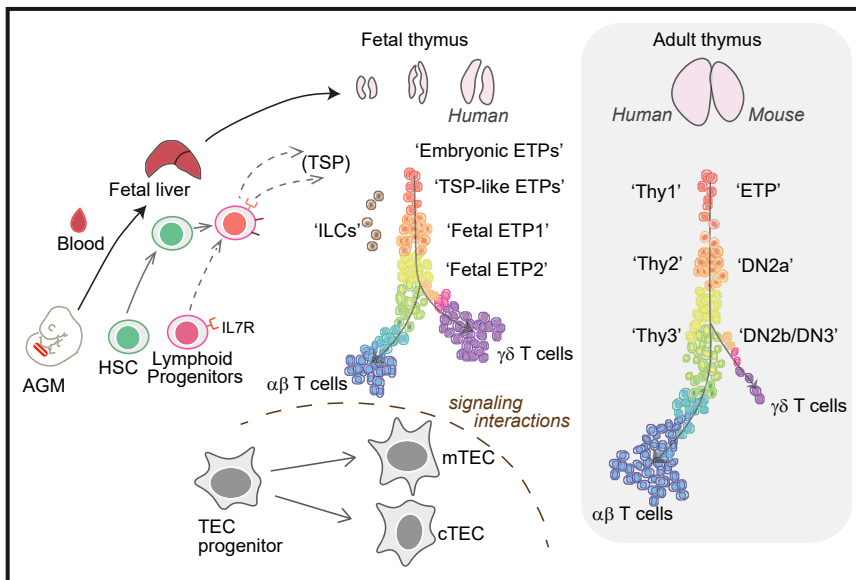 Fetal thymus
Human
Adult thymus
Human
Mouse
Fetal liver
Blood
(TSP)
AGM
HSC
Lymphoid
Progenitors
IL7R
'Embryonic ETPs'
'TSP-like ETPs'
'ILCs'
'Fetal ETP1'
'Fetal ETP2'
γδ T cells
αβ T cells
signaling
interactions
TEC
progenitor
mTEC
cTEC
'Thy1'
'ETP'
'Thy2'
'DN2a'
'Thy3'
'DN2b/DN3'
γδ T cells
αβ T cells